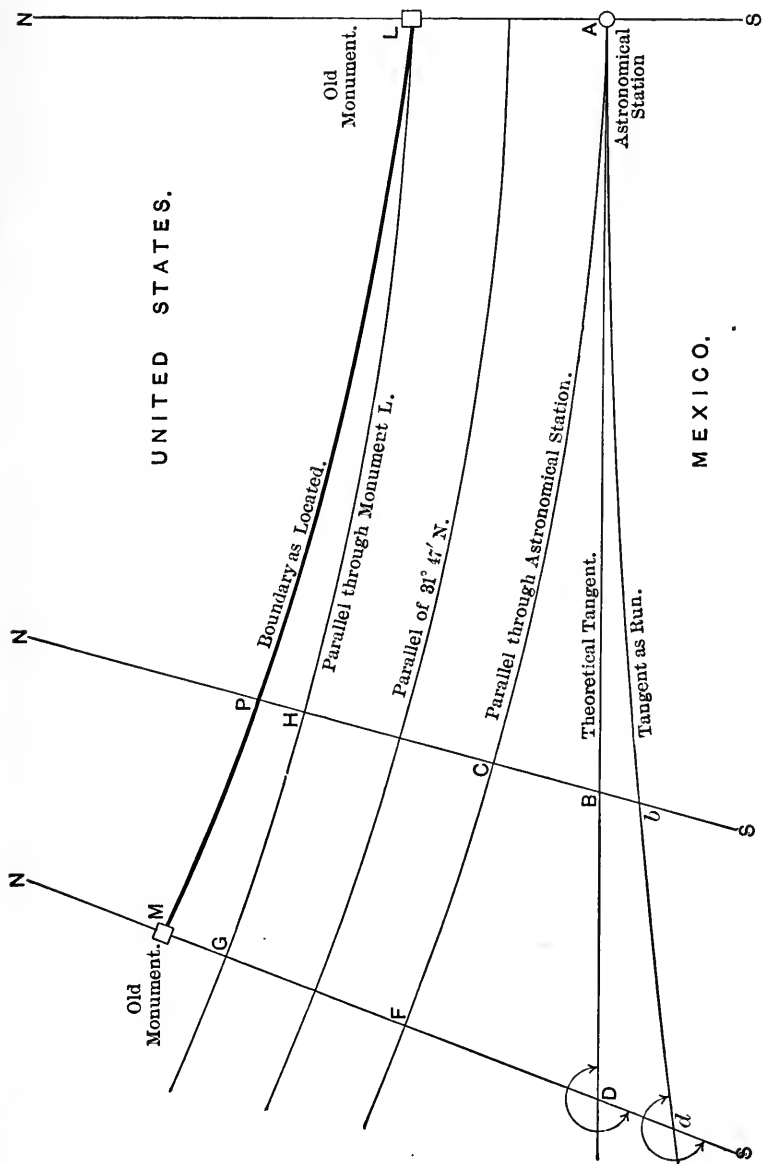 N
N
N
UNITED STATES.
Old
Monument.
L
Old
Monument.
M
P
G
H
Boundary as Located.
Parallel through Monument L.
Parallel of 31° 47′ N.
Parallel through Astronomical Station.
F
C
A
Astronomical
Station
Theoretical Tangent.
D
B
Tangent as Run.
d
b
MEXICO.
S
S
S